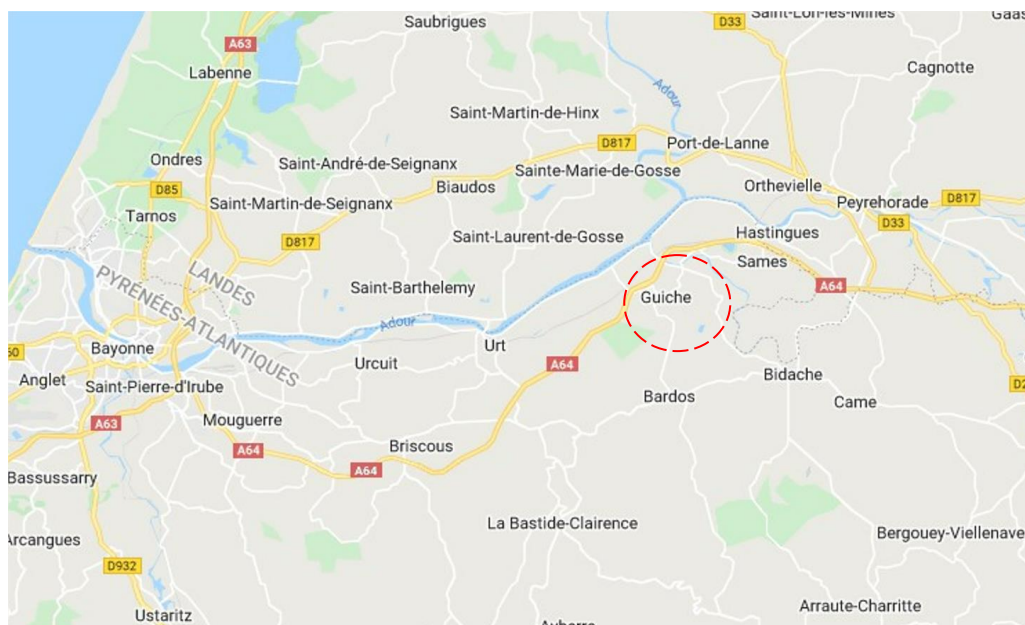 D33
Saint-Lon-les-Mines
Saubrigues
A63
Labenne
Cagnotte
Adour
Saint-Martin-de-Hinx
D817
Port-de-Lanne
Ondres
Saint-André-de-Seignanx
Sainte-Marie-de-Gosse
D85
Biaudos
Orthevielle
Saint-Martin-de-Seignanx
Peyrehorade
D817
Tarnos
D33
D817
Saint-Laurent-de-Gosse
Hastingues
Sames
LANDES
PYRÉNÉES-ATLANTIQUES
Saint-Barthelemy
A64
Guiche
Adour
Bayonne
Urt
Urcuit
A64
Anglet
Saint-Pierre-d'Irube
Bidache
Bardos
Came
A63
Mouguerre
A64
Briscous
A64
A64
Bassussarry
La Bastide-Clairence
Arcangues
Bergouey-Viellenave
D932
Arraute-Charritte
Ustaritz